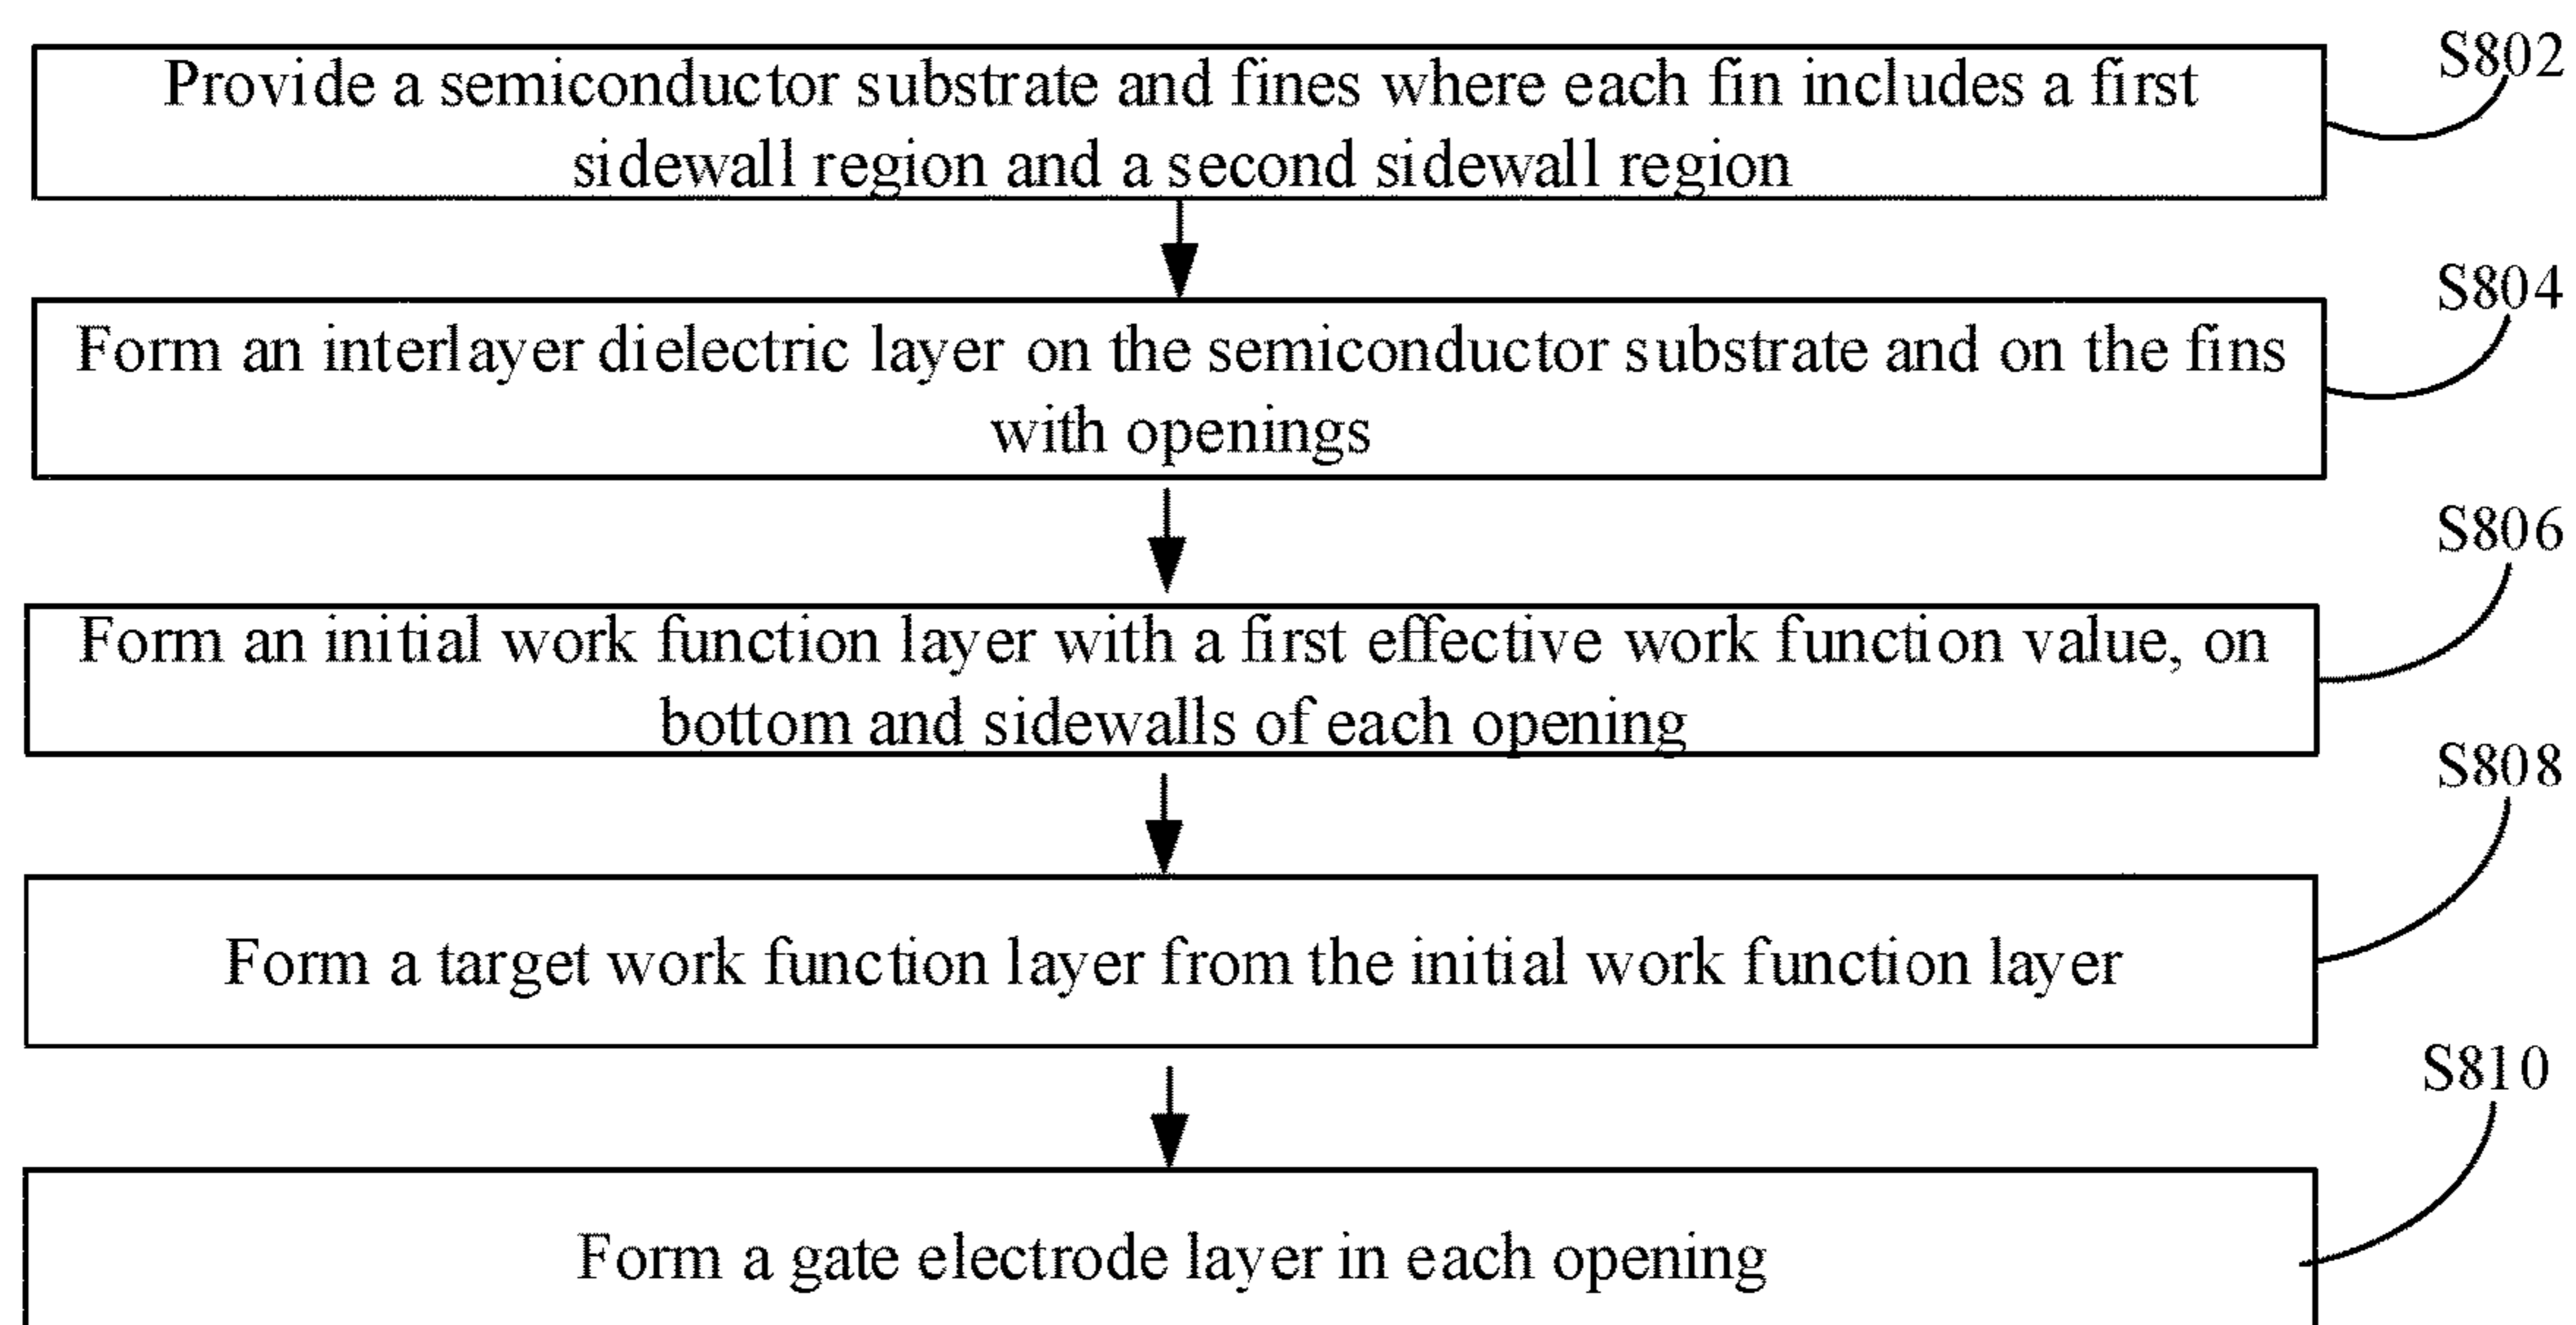 Provide a semiconductor substrate and fines where each fin includes a first
sidewall region and a second sidewall region
S802
Form an interlayer dielectric layer on the semiconductor substrate and on the fins
with openings
S804
Form an initial work function layer with a first effective work function value, on
bottom and sidewalls of each opening
S806
Form a target work function layer from the initial work function layer
S808
Form a gate electrode layer in each opening
S810